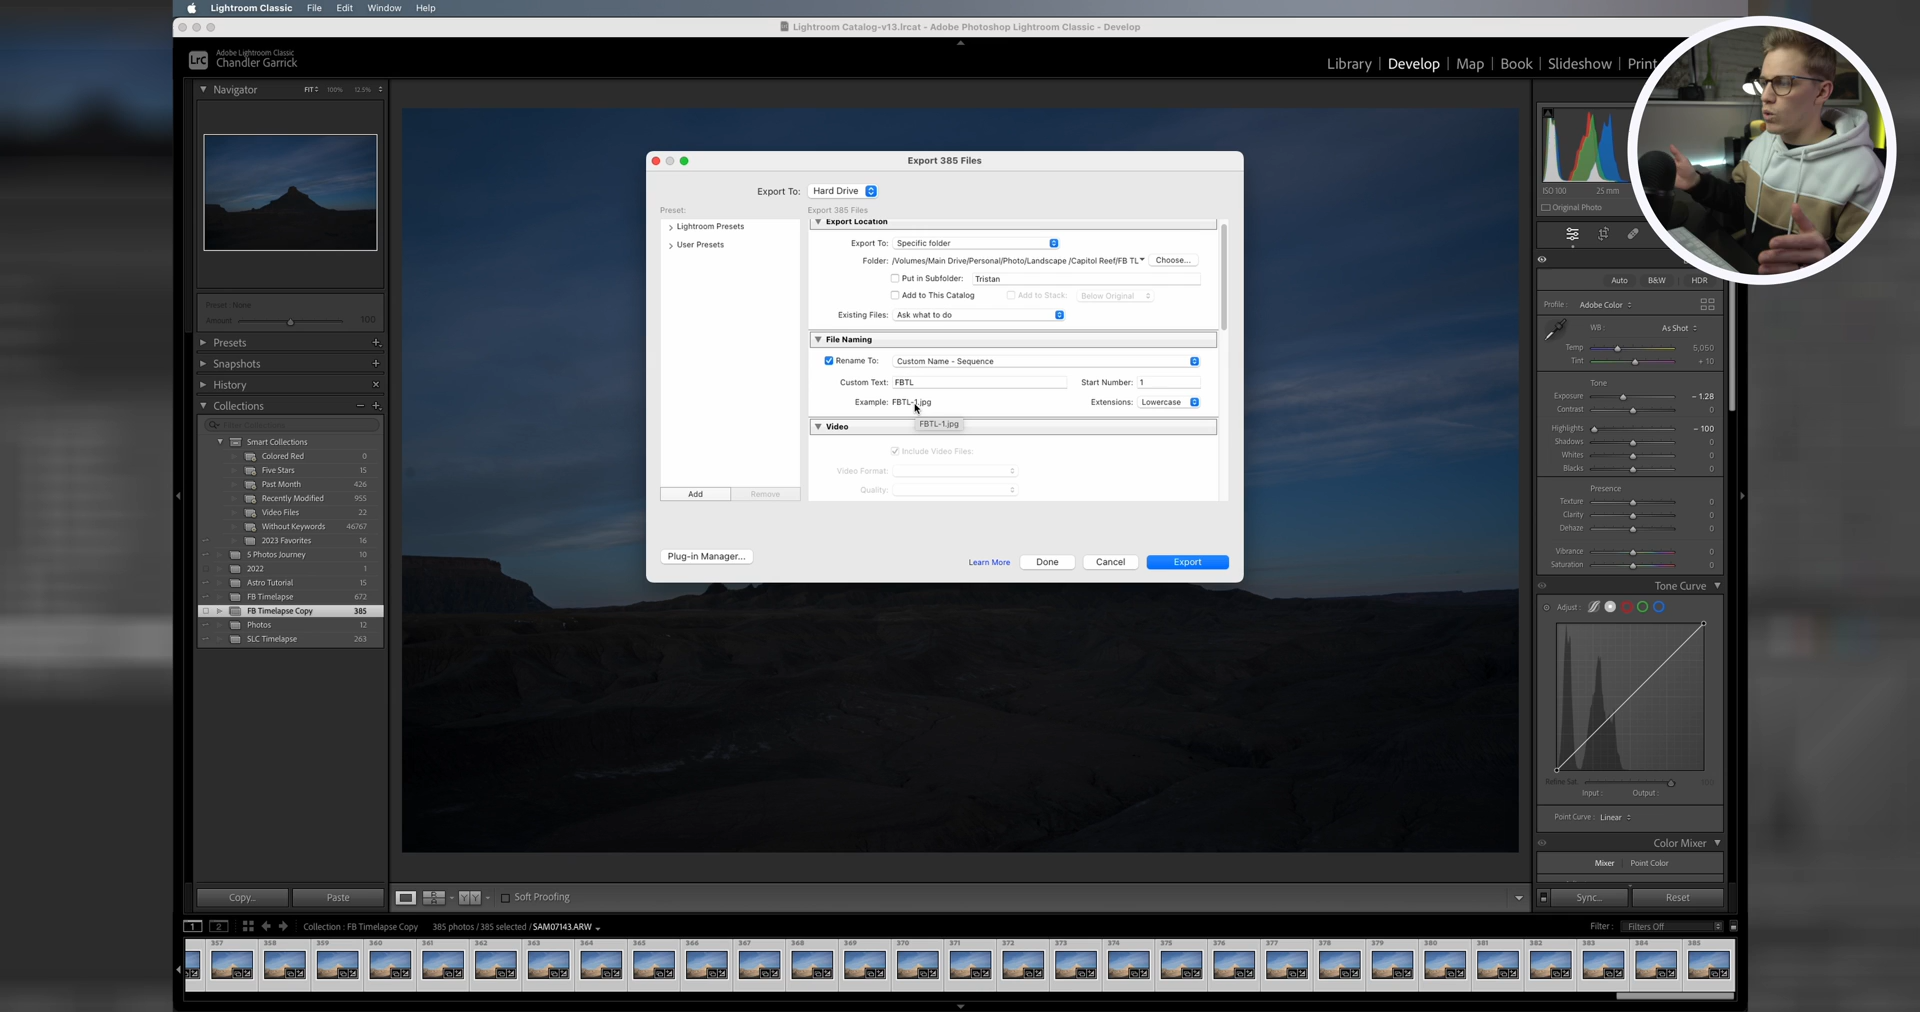 Lightroom Classic File Edit Window Help
Lightroom Catalog-v13.lrcat - Adobe Photoshop Lightroom Classic - Develop
LrC
Adobe Lightroom Classic
Chandler Garrick
Library | Develop | Map | Book | Slideshow | Print
Navigator FIT 100% 12.5%
Preset: None
Amount 100
Presets
Snapshots
History
Collections
Filter Collections
Smart Collections
Colored Red 0
Five Stars 15
Past Month 426
Recently Modified 955
Video Files 22
Without Keywords 46767
2023 Favorites 16
5 Photos Journey 10
2022 1
Astro Tutorial 15
FB Timelapse 672
FB Timelapse Copy 385
Photos 12
SLC Timelapse 263
Copy... Paste
Export 385 Files
Export To: Hard Drive
Preset:
Lightroom Presets
User Presets
Add Remove
Export 385 Files
Export Location
Export To: Specific folder
Folder: /Volumes/Main Drive/Personal/Photo/Landscape /Capitol Reef/FB TL Choose...
Put in Subfolder: Tristan
Add to This Catalog Add to Stack: Below Original
Existing Files: Ask what to do
File Naming
Rename To: Custom Name - Sequence
Custom Text: FBTL Start Number: 1
Example: FBTL-1.jpg Extensions: Lowercase
FBTL-1.jpg
Video
Include Video Files:
Video Format:
Quality:
Plug-in Manager... Learn More Done Cancel Export
ISO 100 25 mm
Original Photo
Auto B&W HDR
Profile: Adobe Color
WB: As Shot
Temp 5,050
Tint + 10
Tone
Exposure – 1.28
Contrast 0
Highlights – 100
Shadows 0
Whites 0
Blacks 0
Presence
Texture 0
Clarity 0
Dehaze 0
Vibrance 0
Saturation 0
Tone Curve
Adjust:
Refine Sat. 100
Input: Output:
Point Curve: Linear
Color Mixer
Mixer Point Color
Sync... Reset
Soft Proofing
1 2 Collection : FB Timelapse Copy 385 photos / 385 selected / SAM07143.ARW Filter : Filters Off
357 358 359 360 361 362 363 364 365 366 367 368 369 370 371 372 373 374 375 376 377 378 379 380 381 382 383 384 385